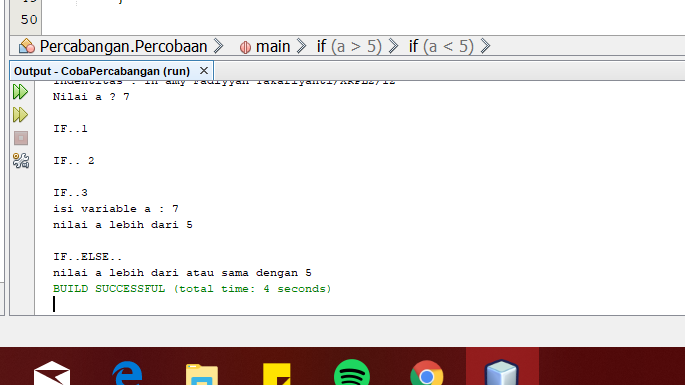 50
Percabangan.Percobaan main if (a > 5) if (a < 5)
Output - CobaPercabangan (run) ×
Nilai a ? 7
IF..1
IF.. 2
IF..3
isi variable a : 7
nilai a lebih dari 5
IF..ELSE..
nilai a lebih dari atau sama dengan 5
BUILD SUCCESSFUL (total time: 4 seconds)